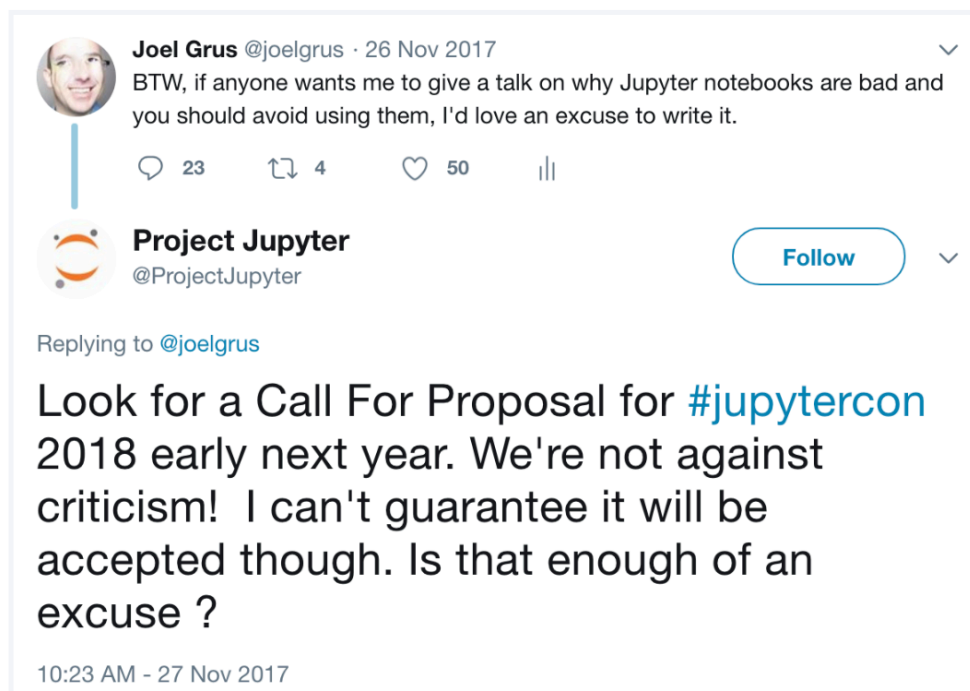 Joel Grus @joelgrus · 26 Nov 2017
BTW, if anyone wants me to give a talk on why Jupyter notebooks are bad and
you should avoid using them, I'd love an excuse to write it.
23 4 50
Project Jupyter
@ProjectJupyter
Follow
Replying to @joelgrus
Look for a Call For Proposal for #jupytercon
2018 early next year. We're not against
criticism!  I can't guarantee it will be
accepted though. Is that enough of an
excuse ?
10:23 AM - 27 Nov 2017